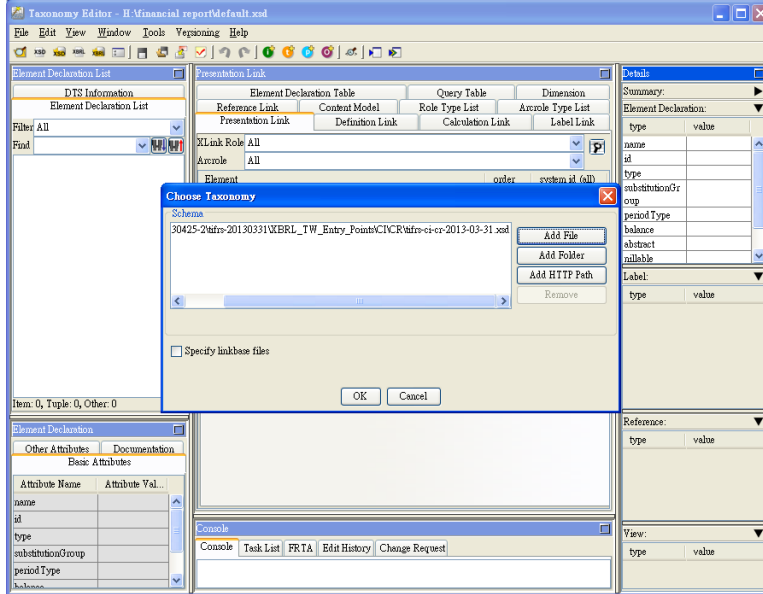 Taxonomy Editor - H:\financial report\default.xsd
File Edit View Window Tools Versioning Help
Element Declaration List
DTS Information
Element Declaration List
Filter All
Find
Item: 0, Tuple: 0, Other: 0
Element Declaration
Other Attributes Documentation
Basic Attributes
Attribute Name Attribute Val...
name
id
type
substitutionGroup
periodType
balance
Presentation Link
Element Declaration Table Query Table Dimension
Reference Link Content Model Role Type List Arcrole Type List
Presentation Link Definition Link Calculation Link Label Link
XLink Role All
Arcrole All
Element order system id (all)
Choose Taxonomy
Schema
30425-2\tifrs-20130331\XBRL_TW_Entry_Points\CI\CR\tifrs-ci-cr-2013-03-31.xsd
Add File
Add Folder
Add HTTP Path
Remove
Specify linkbase files
OK Cancel
Console
Console Task List FRTA Edit History Change Request
Details
Summary:
Element Declaration:
type value
name
id
type
substitutionGr
oup
periodType
balance
abstract
nillable
Label:
type value
Reference:
type value
View:
type value